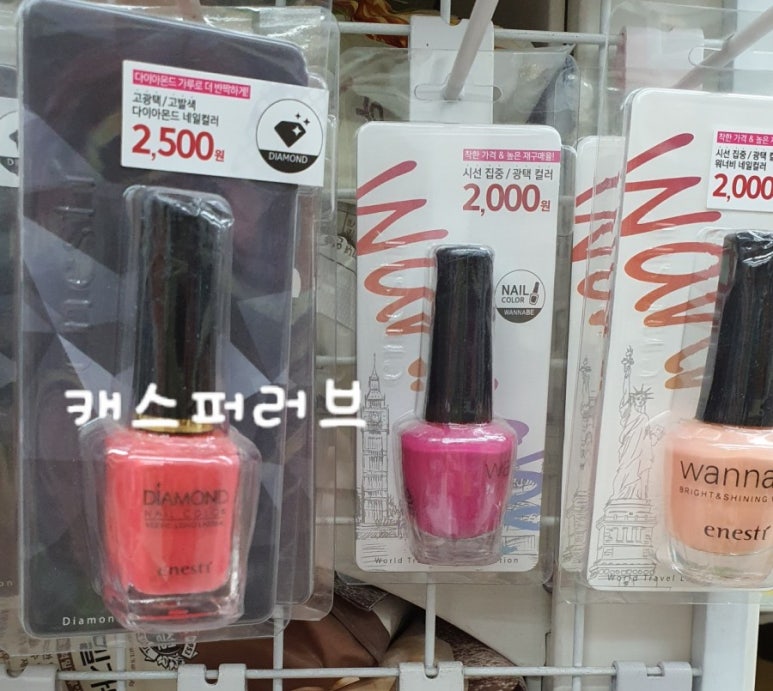 다이아몬드 가루로 더 반짝하게!
고광택/고발색
다이아몬드 네일컬러
2,500원
DIAMOND
착한 가격 & 높은 재구매율!
시선 집중/광택 컬러
2,000원
NAIL
COLOR
WANNABE
착한 가격 & 높은
시선 집중/광택
워너비 네일컬러
2,000
캐스퍼러브
DIAMOND
NAIL COLOR
enesti
wanna
BRIGHT&SHINING
enesti
World
World Travel